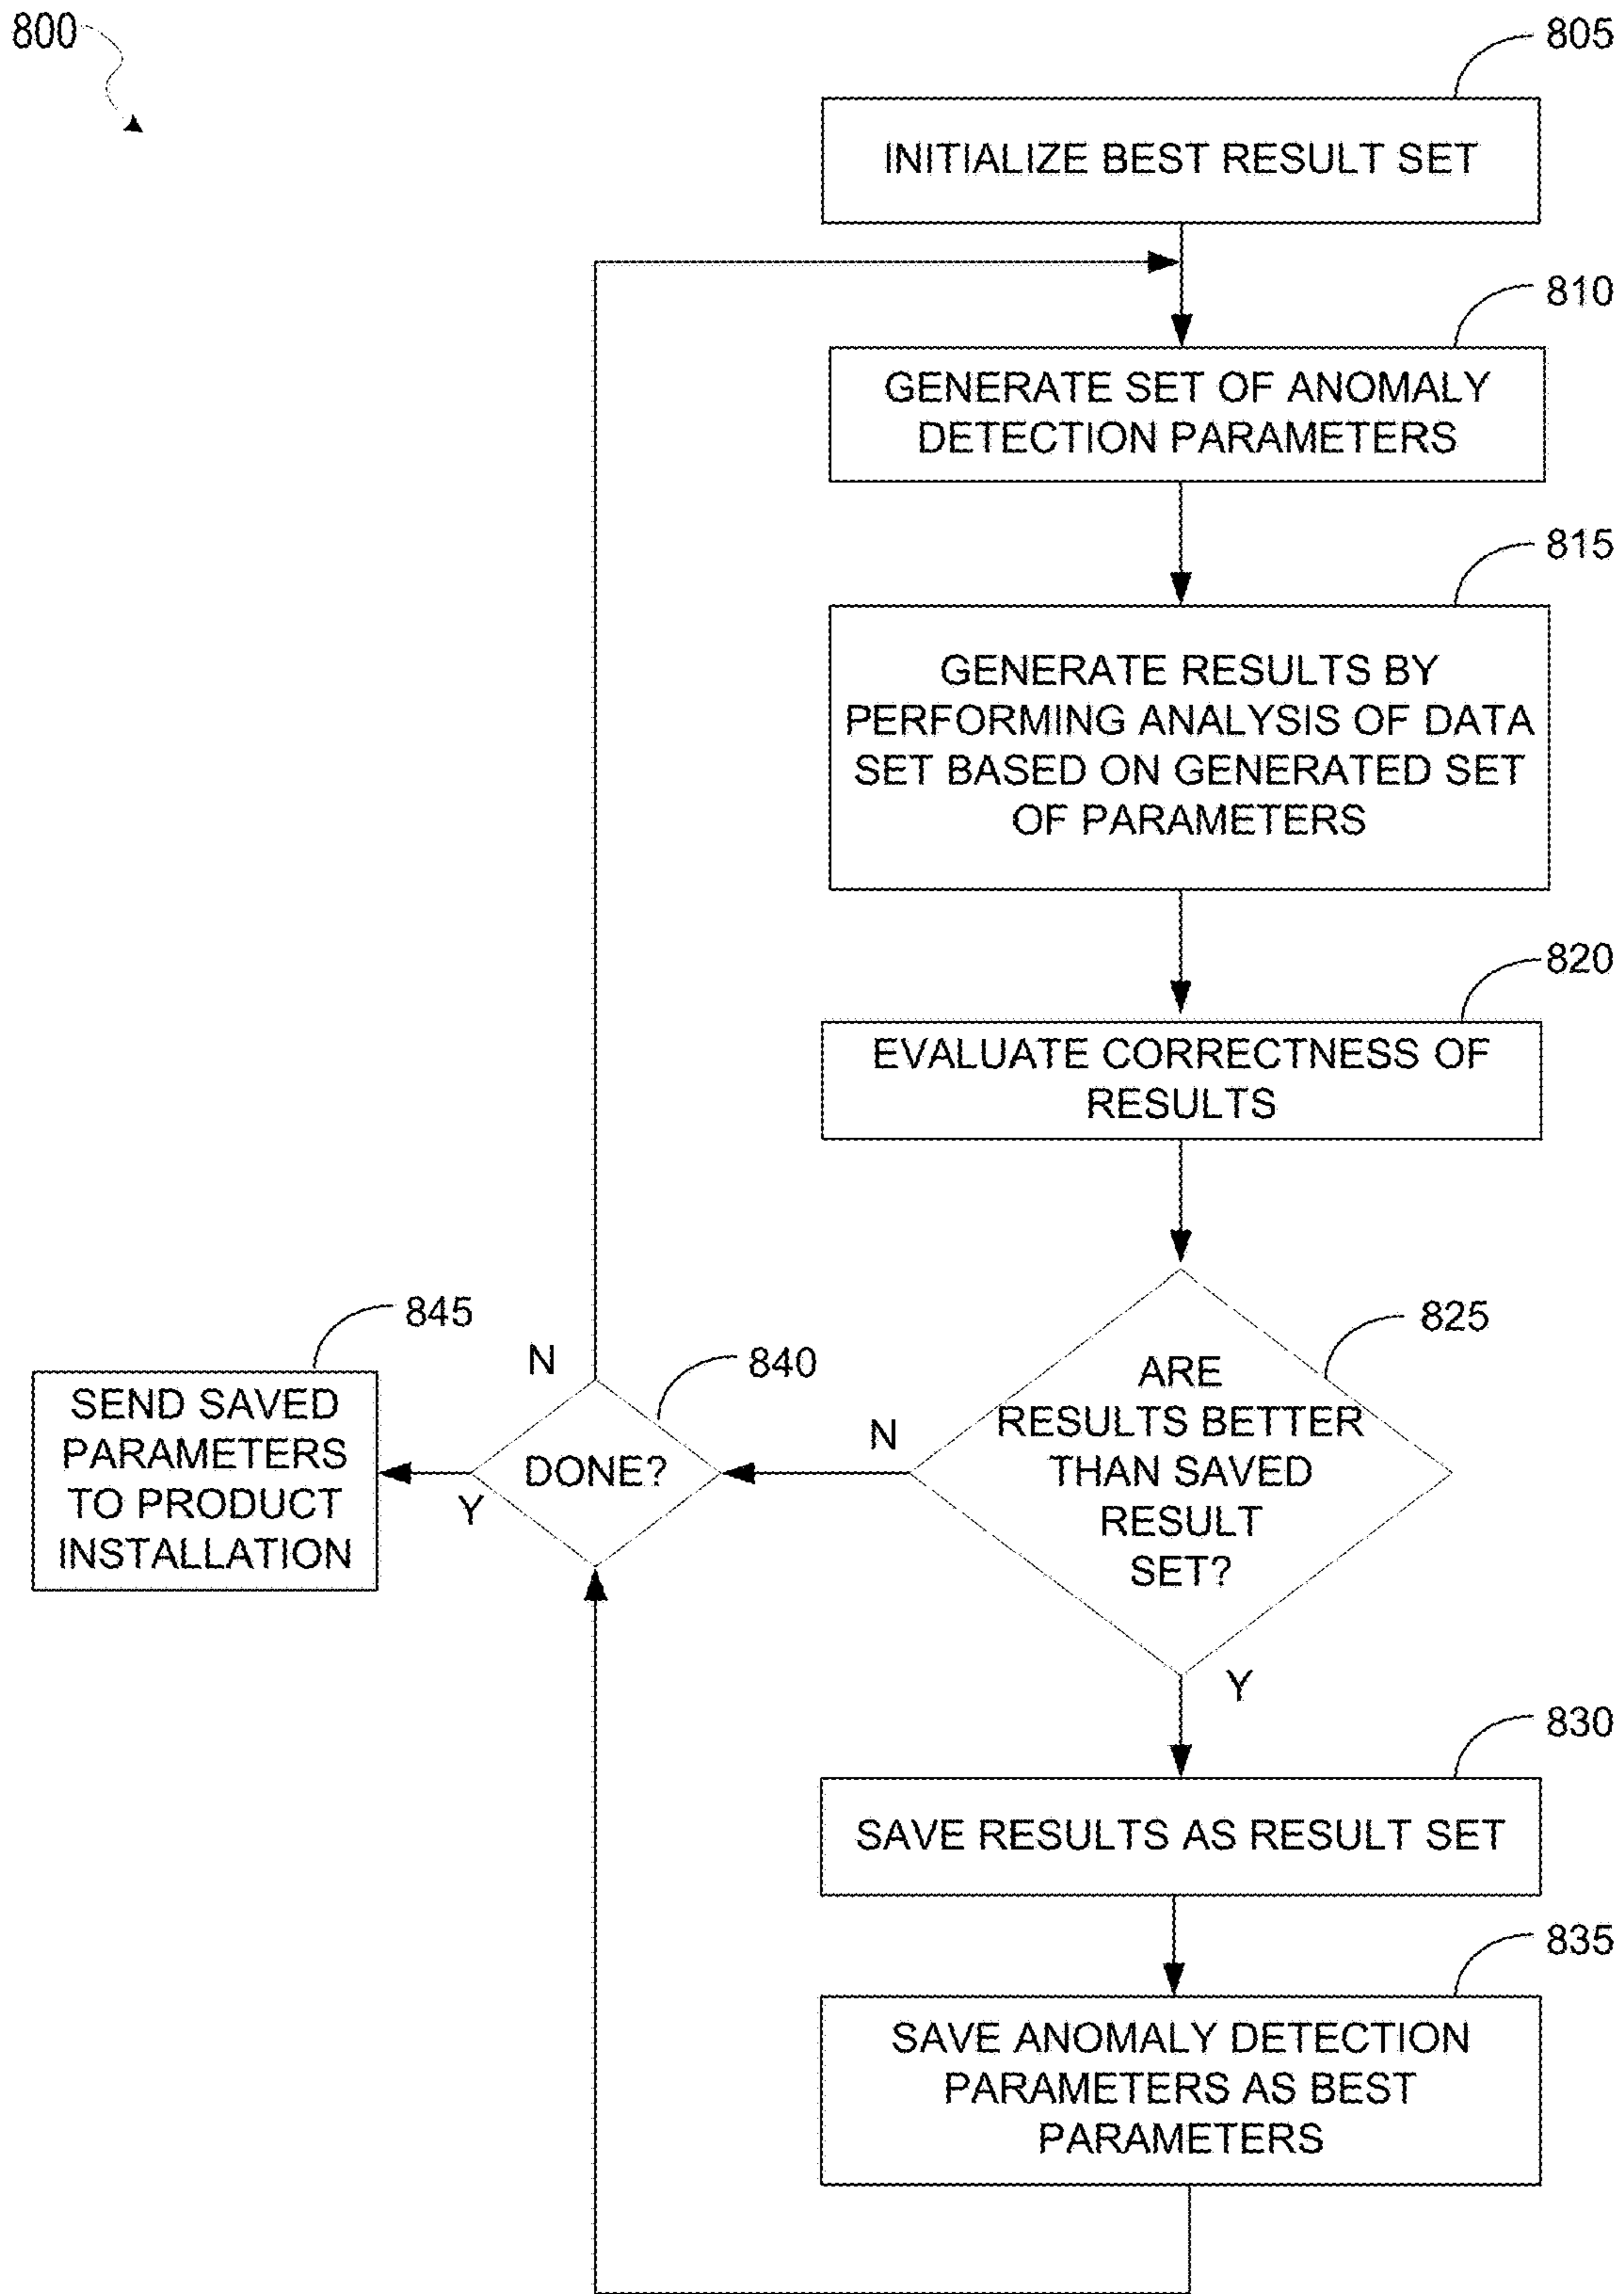 800
805
INITIALIZE BEST RESULT SET
810
GENERATE SET OF ANOMALY
DETECTION PARAMETERS
815
GENERATE RESULTS BY
PERFORMING ANALYSIS OF DATA
SET BASED ON GENERATED SET
OF PARAMETERS
820
EVALUATE CORRECTNESS OF
RESULTS
825
ARE
RESULTS BETTER
THAN SAVED
RESULT
SET?
N
Y
840
DONE?
N
Y
845
SEND SAVED
PARAMETERS
TO PRODUCT
INSTALLATION
830
SAVE RESULTS AS RESULT SET
835
SAVE ANOMALY DETECTION
PARAMETERS AS BEST
PARAMETERS